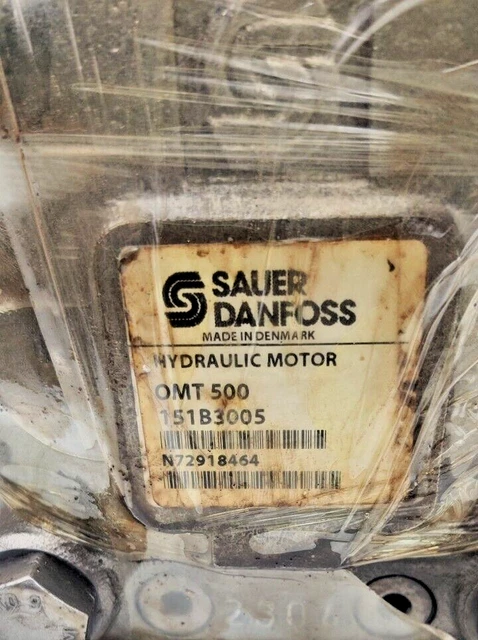 SAUER
DANFOSS
MADE IN DENMARK
HYDRAULIC MOTOR
OMT 500
151B3005
N72918464